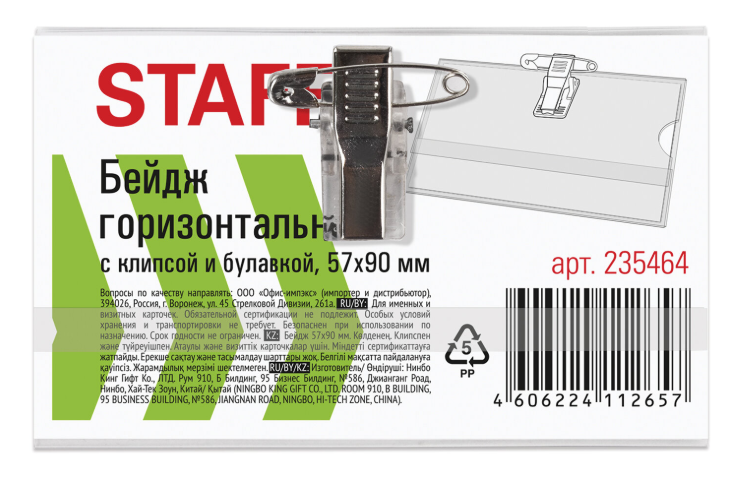 STAFF
Бейдж
горизонтальн
с клипсой и булавкой, 57х90 мм
арт. 235464
Вопросы по качеству направлять: ООО «Офис-импэкс» (импортер и дистрибьютор),
394026, Россия, г. Воронеж, ул. 45 Стрелковой Дивизии, 261а. RU/BY: Для именных и
визитных карточек. Обязательной сертификации не подлежит. Особых условий
хранения и транспортировки не требует. Безопасен при использовании по
назначению. Срок годности не ограничен. KZ: Бейдж 57х90 мм. Көлденең. Клипспен
және түйреуішпен. Атаулы және визиттік карточкалар үшін. Міндетті сертификаттауға
жатпайды. Ерекше сақтау және тасымалдау шарттары жоқ. Белгілі мақсатта пайдалануға
қауіпсіз. Жарамдылық мерзімі шектелмеген. RU/BY/KZ: Изготовитель/ Өндіруші: Нинбо
Кинг Гифт Ко., ЛТД, Рум 910, Б Билдинг, 95 Бизнес Билдинг, №586, Джианганг Роад,
Нинбо, Хай-Тек Зоун, Китай/ Қытай (NINGBO KING GIFT CO., LTD, ROOM 910, B BUILDING,
95 BUSINESS BUILDING, №586, JIANGNAN ROAD, NINGBO, HI-TECH ZONE, CHINA).
5
PP
4 606224 112657